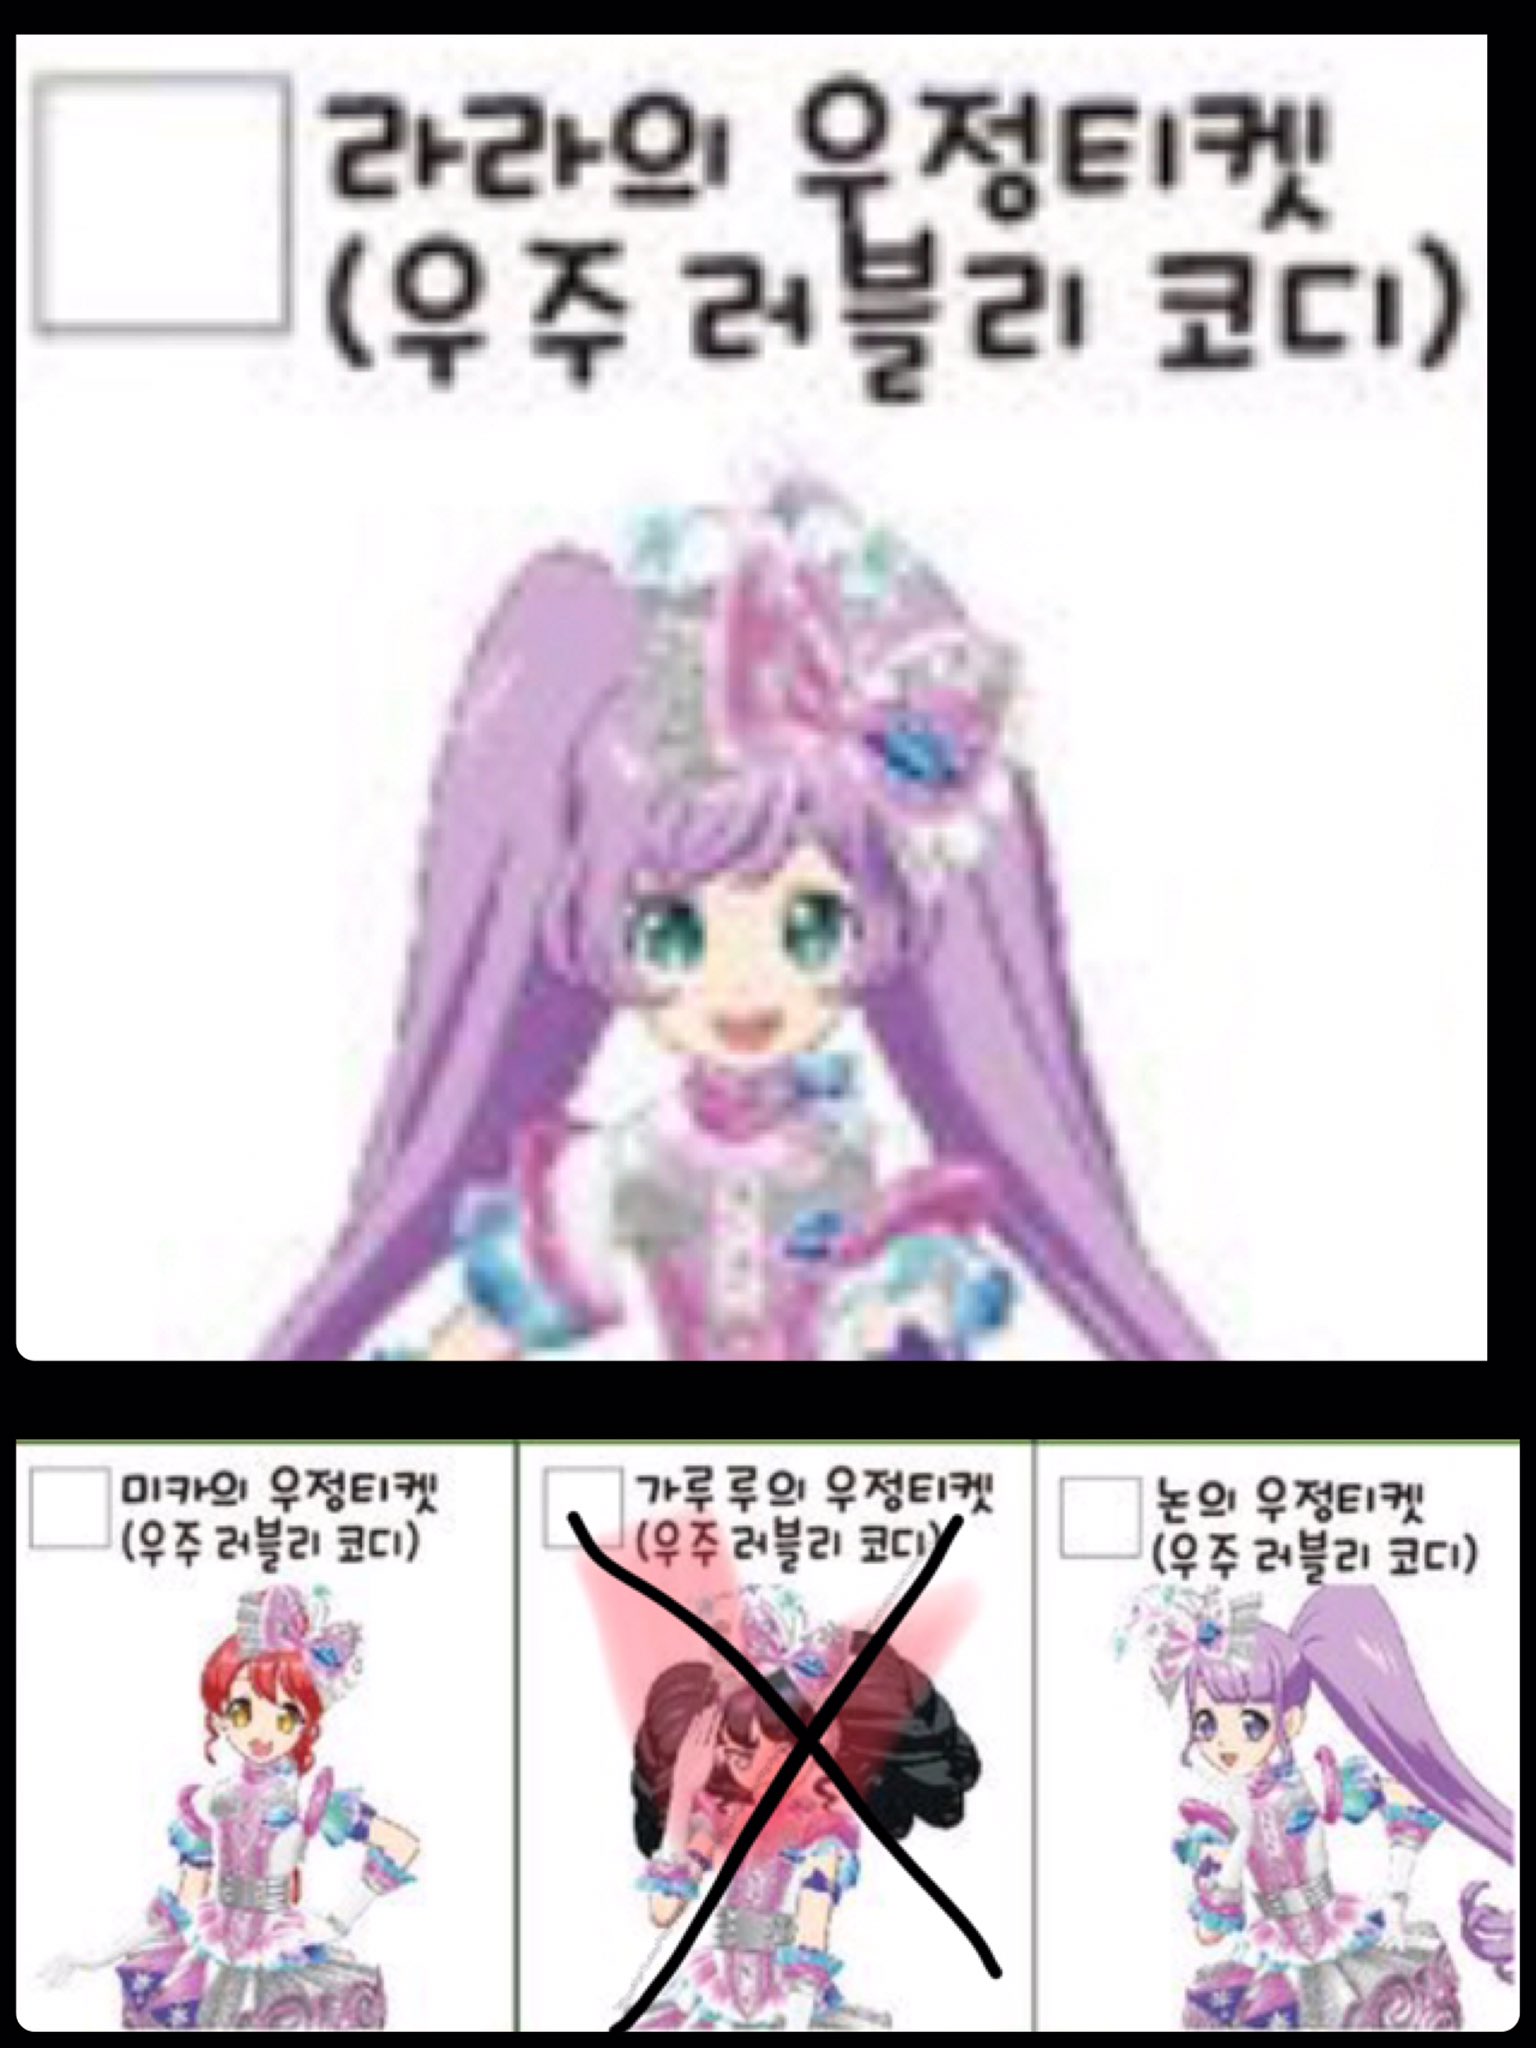 라라의 우정티켓
(우주 러블리 코디)
미카의 우정티켓
(우주 러블리 코디)
가루루의 우정티켓
(우주 러블리 코디)
논의 우정티켓
(우주 러블리 코디)